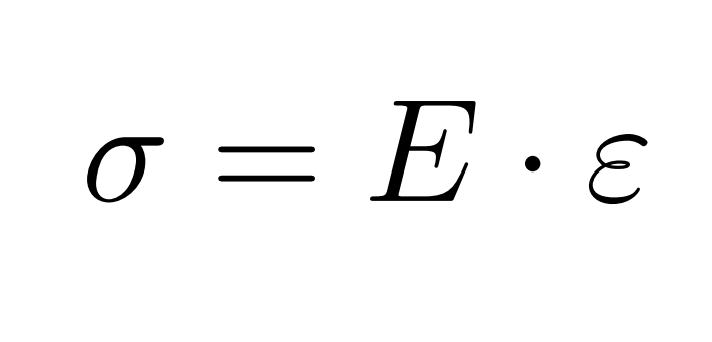 σ = E · ε